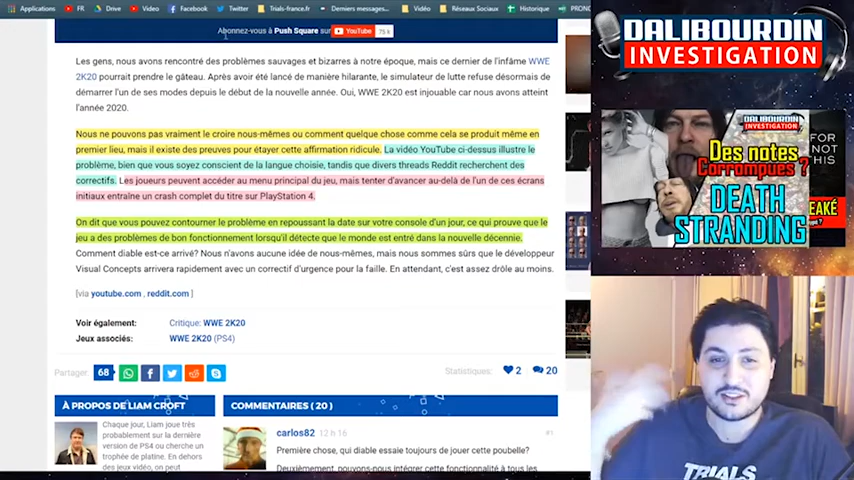 Applications YouTube FR Drive Video Facebook Twitter Trials-france.fr Derniers messages... Vidéo Réseaux Sociaux Historique PRONO
Abonnez-vous à Push Square sur YouTube 75 k
Les gens, nous avons rencontré des problèmes sauvages et bizarres à notre époque, mais ce dernier de l'infâme WWE
2K20 pourrait prendre le gâteau. Après avoir été lancé de manière hilarante, le simulateur de lutte refuse désormais de
démarrer l'un de ses modes depuis le début de la nouvelle année. Oui, WWE 2K20 est injouable car nous avons atteint
l'année 2020.
Nous ne pouvons pas vraiment le croire nous-mêmes ou comment quelque chose comme cela se produit même en
premier lieu, mais il existe des preuves pour étayer cette affirmation ridicule. La vidéo YouTube ci-dessus illustre le
problème, bien que vous soyez conscient de la langue choisie, tandis que divers threads Reddit recherchent des
correctifs. Les joueurs peuvent accéder au menu principal du jeu, mais tenter d'avancer au-delà de l'un de ces écrans
initiaux entraîne un crash complet du titre sur PlayStation 4.
On dit que vous pouvez contourner le problème en repoussant la date sur votre console d'un jour, ce qui prouve que le
jeu a des problèmes de bon fonctionnement lorsqu'il détecte que le monde est entré dans la nouvelle décennie.
Comment diable est-ce arrivé? Nous n'avons aucune idée de nous-mêmes, mais nous sommes sûrs que le développeur
Visual Concepts arrivera rapidement avec un correctif d'urgence pour la faille. En attendant, c'est assez drôle au moins.
[via youtube.com , reddit.com ]
Voir également: Critique: WWE 2K20
Jeux associés: WWE 2K20 (PS4)
Partager: 68 Statistiques: 2 20
À PROPOS DE LIAM CROFT
Chaque jour, Liam joue très
probablement sur la dernière
version de PS4 ou cherche un
trophée de platine. En dehors
des jeux vidéo, on peut
COMMENTAIRES ( 20 )
carlos82 12 h 16 #1
Première chose, qui diable essaie toujours de jouer cette poubelle?
Deuxièmement, pouvons-nous intégrer cette fonctionnalité à tous les
DALIBOURDIN
INVESTIGATION
DALIBOURDIN
INVESTIGATION
Des notes
Corrompues ?
DEATH
STRANDING
FOR
NOT
HIS
EAKÉ
TRIALS